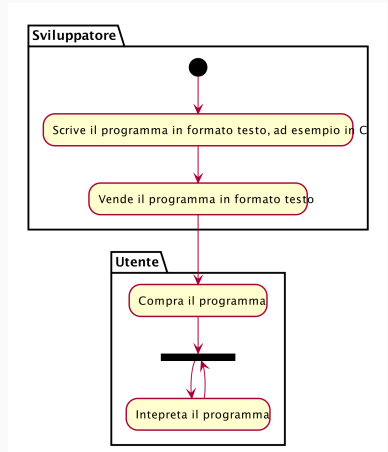 Sviluppatore
Scrive il programma in formato testo, ad esempio in C
Vende il programma in formato testo
Utente
Compra il programma
Intepreta il programma